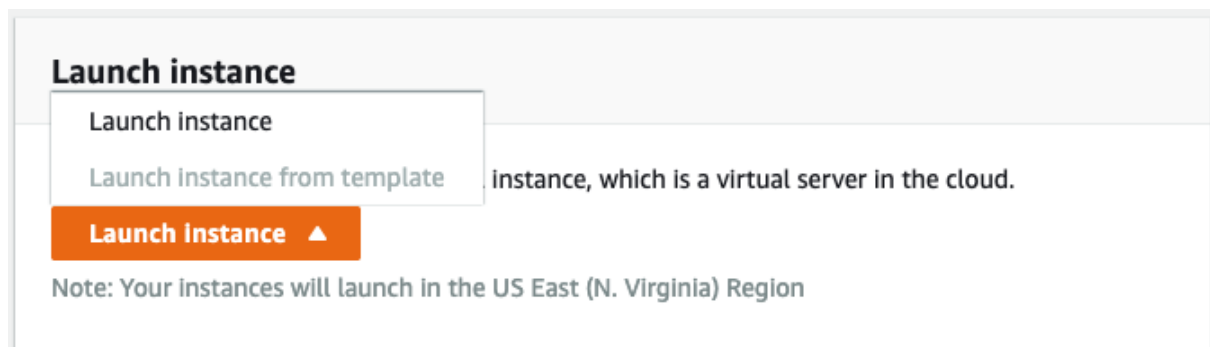 Launch instance
Launch instance
Launch instance from template
instance, which is a virtual server in the cloud.
Launch instance
Note: Your instances will launch in the US East (N. Virginia) Region